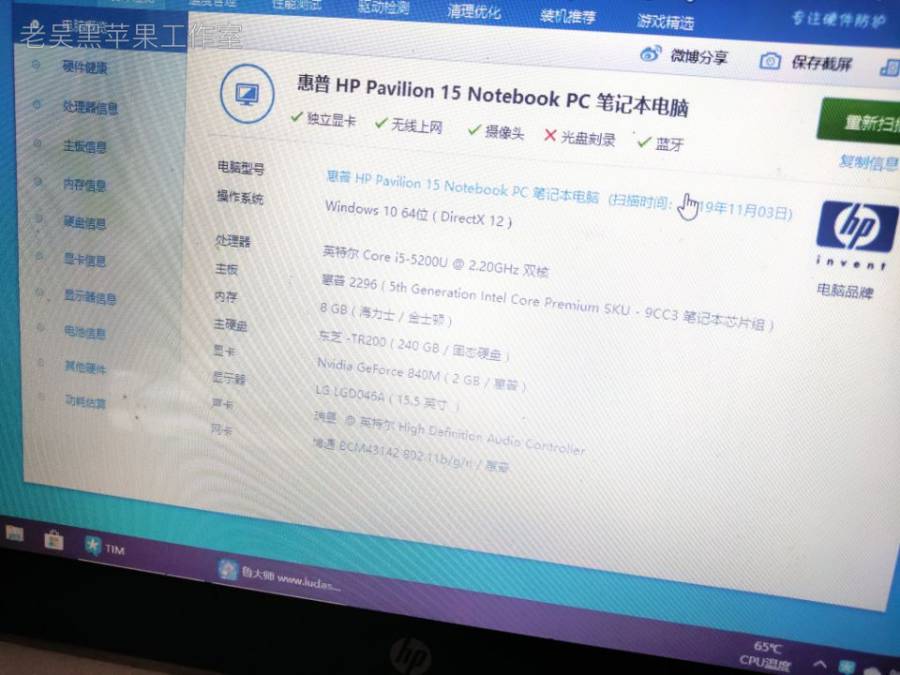 老吴黑苹果工作室
温度管理 性能测试 驱动检测 清理优化 装机推荐 游戏精选
专注硬件防护
微博分享 保存截屏
硬件健康
处理器信息
主板信息
内存信息
硬盘信息
显卡信息
显示器信息
电池信息
其他硬件
功耗估算
惠普 HP Pavilion 15 Notebook PC 笔记本电脑
独立显卡 无线上网 摄像头 光盘刻录 蓝牙
重新扫描
复制信息
电脑型号 惠普 HP Pavilion 15 Notebook PC 笔记本电脑 (扫描时间: 19年11月03日)
操作系统 Windows 10 64位 ( DirectX 12 )
处理器 英特尔 Core i5-5200U @ 2.20GHz 双核
主板 惠普 2296 ( 5th Generation Intel Core Premium SKU - 9CC3 笔记本芯片组 )
内存 8 GB ( 海力士 / 金士顿 )
主硬盘 东芝 -TR200 ( 240 GB / 固态硬盘 )
显卡 Nvidia GeForce 840M ( 2 GB / 惠普 )
显示器 LG LGD046A ( 15.5 英寸 )
声卡 瑞昱 @ 英特尔 High Definition Audio Controller
网卡 博通 BCM43142 802.11b/g/n / 惠普
hp
invent
电脑品牌
TIM
鲁大师 www.ludas...
65℃
CPU温度
hp